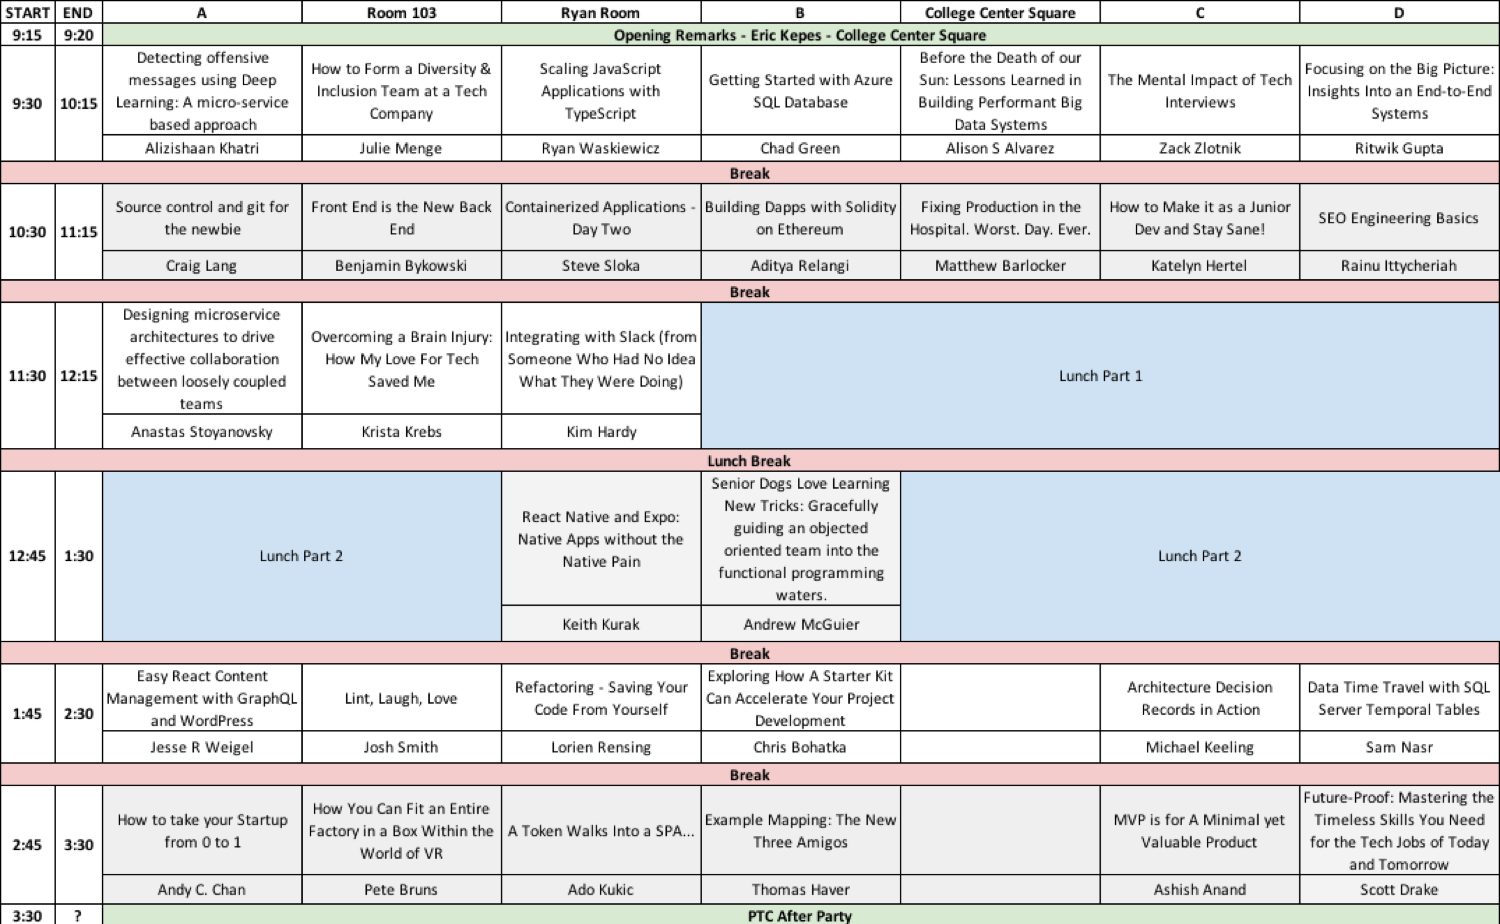 START END A Room 103 Ryan Room B College Center Square C D
9:15 9:20 Opening Remarks - Eric Kepes - College Center Square
9:30 10:15
Detecting offensive
messages using Deep
Learning: A micro-service
based approach
Alizishaan Khatri
How to Form a Diversity &
Inclusion Team at a Tech
Company
Julie Menge
Scaling JavaScript
Applications with
TypeScript
Ryan Waskiewicz
Getting Started with Azure
SQL Database
Chad Green
Before the Death of our
Sun: Lessons Learned in
Building Performant Big
Data Systems
Alison S Alvarez
The Mental Impact of Tech
Interviews
Zack Zlotnik
Focusing on the Big Picture:
Insights Into an End-to-End
Systems
Ritwik Gupta
Break
10:30 11:15
Source control and git for
the newbie
Craig Lang
Front End is the New Back
End
Benjamin Bykowski
Containerized Applications -
Day Two
Steve Sloka
Building Dapps with Solidity
on Ethereum
Aditya Relangi
Fixing Production in the
Hospital. Worst. Day. Ever.
Matthew Barlocker
How to Make it as a Junior
Dev and Stay Sane!
Katelyn Hertel
SEO Engineering Basics
Rainu Ittycheriah
Break
11:30 12:15
Designing microservice
architectures to drive
effective collaboration
between loosely coupled
teams
Anastas Stoyanovsky
Overcoming a Brain Injury:
How My Love For Tech
Saved Me
Krista Krebs
Integrating with Slack (from
Someone Who Had No Idea
What They Were Doing)
Kim Hardy
Lunch Part 1
Lunch Break
12:45 1:30
Lunch Part 2
React Native and Expo:
Native Apps without the
Native Pain
Keith Kurak
Senior Dogs Love Learning
New Tricks: Gracefully
guiding an objected
oriented team into the
functional programming
waters.
Andrew McGuier
Lunch Part 2
Break
1:45 2:30
Easy React Content
Management with GraphQL
and WordPress
Jesse R Weigel
Lint, Laugh, Love
Josh Smith
Refactoring - Saving Your
Code From Yourself
Lorien Rensing
Exploring How A Starter Kit
Can Accelerate Your Project
Development
Chris Bohatka
Architecture Decision
Records in Action
Michael Keeling
Data Time Travel with SQL
Server Temporal Tables
Sam Nasr
Break
2:45 3:30
How to take your Startup
from 0 to 1
Andy C. Chan
How You Can Fit an Entire
Factory in a Box Within the
World of VR
Pete Bruns
A Token Walks Into a SPA...
Ado Kukic
Example Mapping: The New
Three Amigos
Thomas Haver
MVP is for A Minimal yet
Valuable Product
Ashish Anand
Future-Proof: Mastering the
Timeless Skills You Need
for the Tech Jobs of Today
and Tomorrow
Scott Drake
3:30 ? PTC After Party